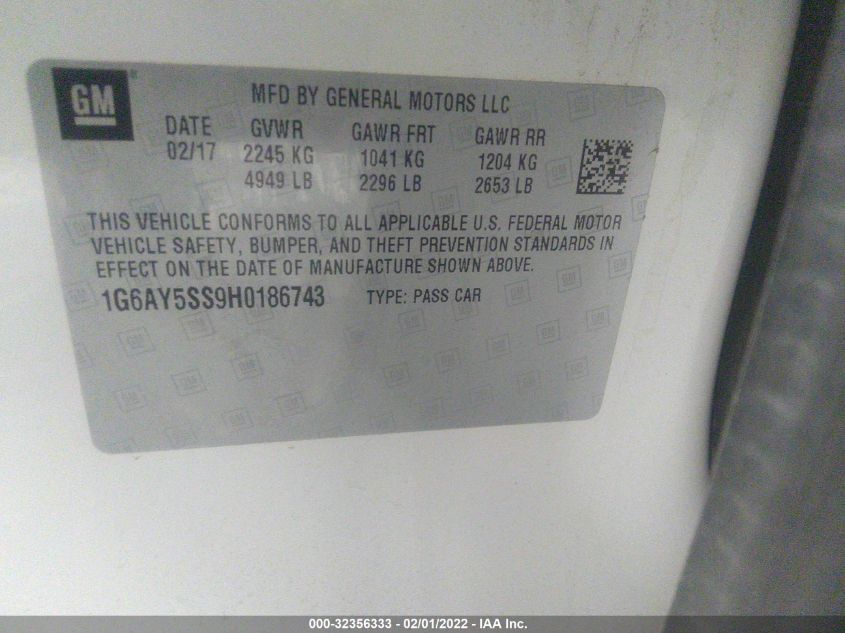 GM
MFD BY GENERAL MOTORS LLC
DATE GVWR GAWR FRT GAWR RR
02/17 2245 KG 1041 KG 1204 KG
4949 LB 2296 LB 2653 LB
THIS VEHICLE CONFORMS TO ALL APPLICABLE U.S. FEDERAL MOTOR
VEHICLE SAFETY, BUMPER, AND THEFT PREVENTION STANDARDS IN
EFFECT ON THE DATE OF MANUFACTURE SHOWN ABOVE.
1G6AY5SS9H0186743 TYPE: PASS CAR
000-32356333 - 02/01/2022 - IAA Inc.